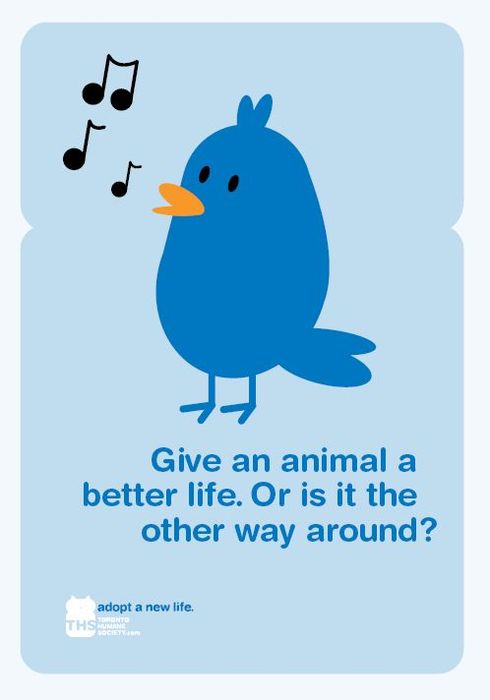 Give an animal a
better life. Or is it the
other way around?
adopt a new life.
THS
TORONTO
HUMANE
SOCIETY.com